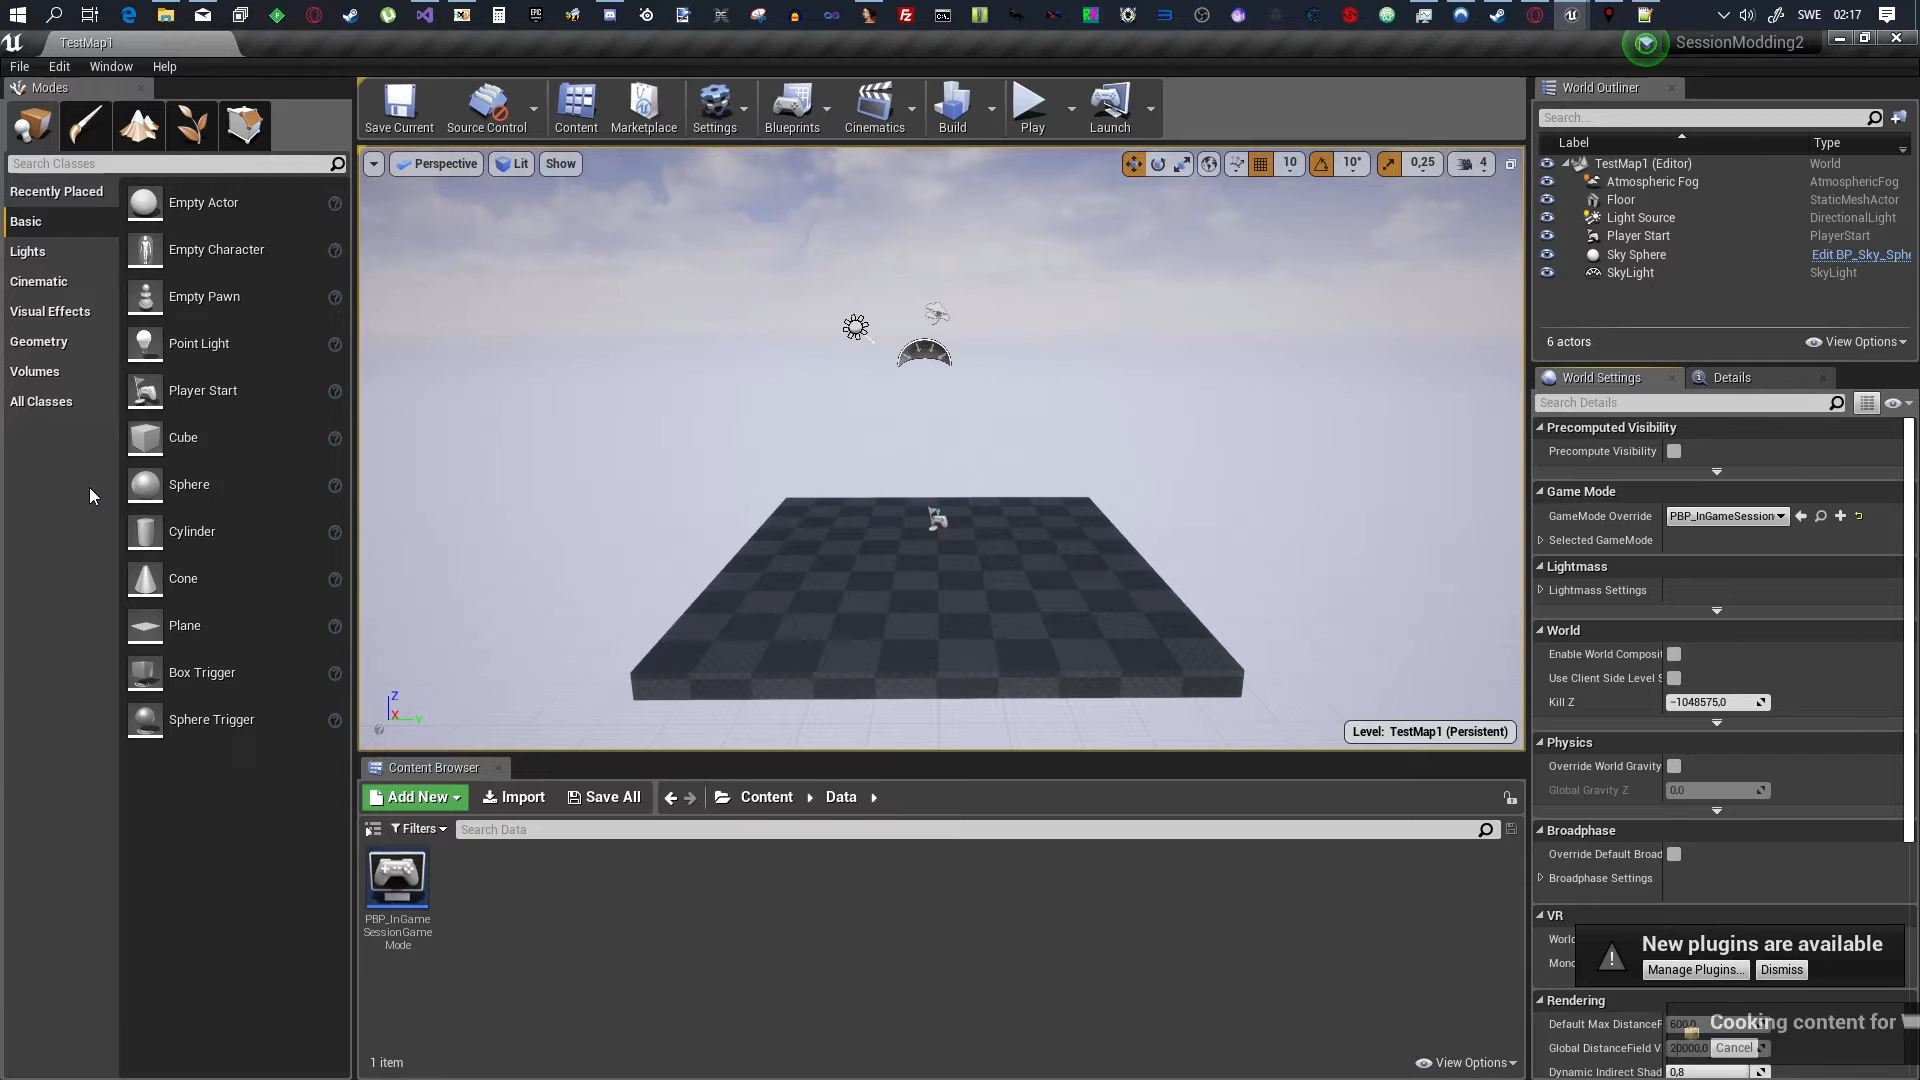 SWE
02:17
TestMap1
SessionModding2
File Edit Window Help
Modes
Save Current
Source Control
Content
Marketplace
Settings
Blueprints
Cinematics
Build
Play
Launch
Search Classes
Recently Placed
Basic
Lights
Cinematic
Visual Effects
Geometry
Volumes
All Classes
Empty Actor
Empty Character
Empty Pawn
Point Light
Player Start
Cube
Sphere
Cylinder
Cone
Plane
Box Trigger
Sphere Trigger
Perspective
Lit
Show
10
10°
0,25
4
Z
X
Y
Level: TestMap1 (Persistent)
Content Browser
Add New
Import
Save All
Content
Data
Filters
Search Data
PBP_InGame
SessionGame
Mode
1 item
View Options
World Outliner
Search...
Label
Type
TestMap1 (Editor) World
Atmospheric Fog AtmosphericFog
Floor StaticMeshActor
Light Source DirectionalLight
Player Start PlayerStart
Sky Sphere Edit BP_Sky_Sphe
SkyLight SkyLight
6 actors
View Options
World Settings
Details
Search Details
Precomputed Visibility
Precompute Visibility
Game Mode
GameMode Override PBP_InGameSession
Selected GameMode
Lightmass
Lightmass Settings
World
Enable World Composit
Use Client Side Level S
Kill Z -1048575,0
Physics
Override World Gravity
Global Gravity Z 0,0
Broadphase
Override Default Broad
Broadphase Settings
VR
World
Mono
New plugins are available
Manage Plugins...
Dismiss
Rendering
Default Max DistanceF 600,0
Cooking content for
Global DistanceField V 20000,0
Cancel
Dynamic Indirect Shad 0,8